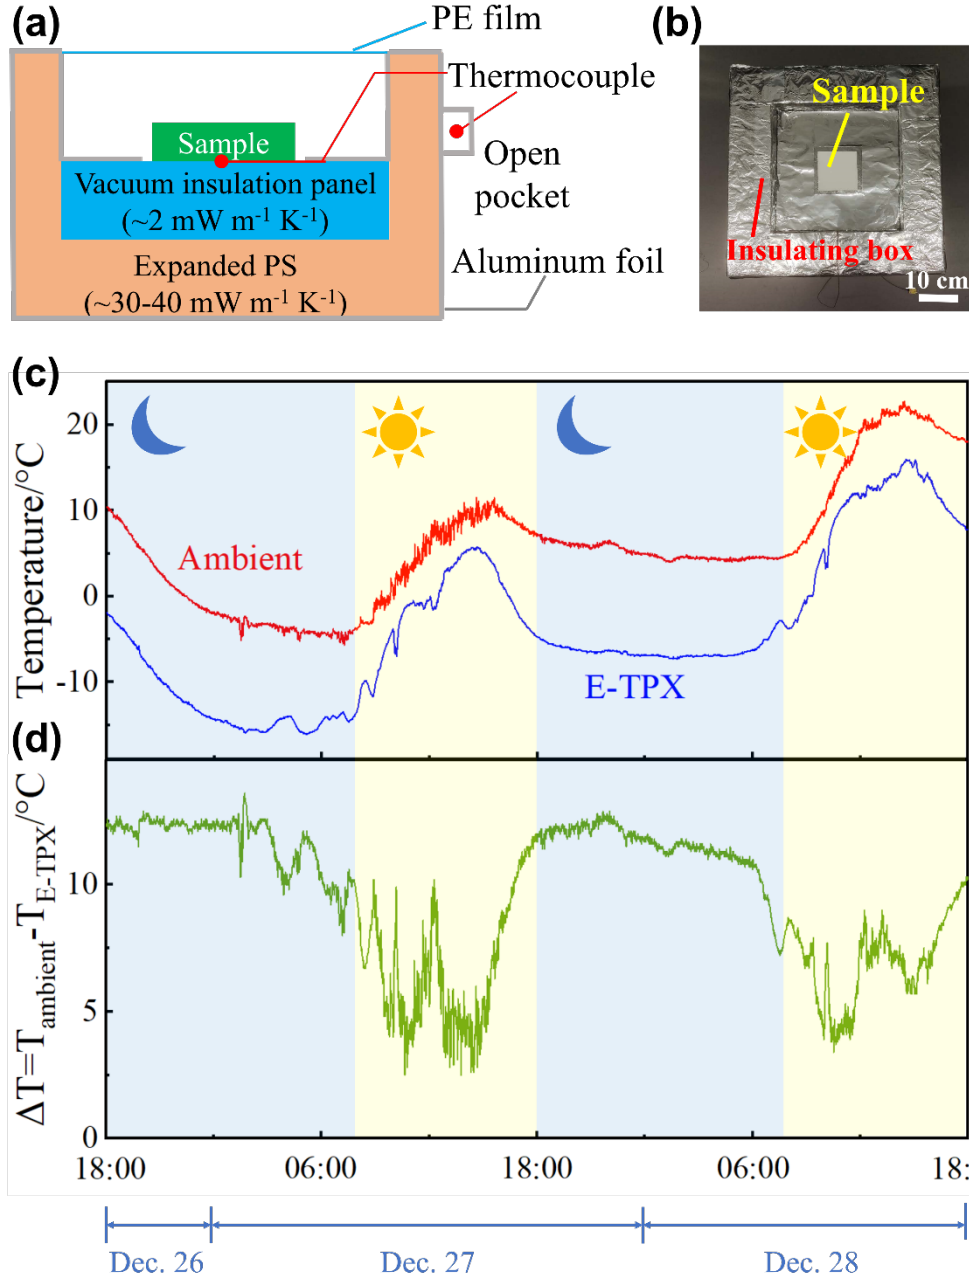 (a)
PE film
Thermocouple
Sample
Open
pocket
Vacuum insulation panel
(~2 mW m⁻¹ K⁻¹)
Expanded PS
(~30-40 mW m⁻¹ K⁻¹)
Aluminum foil
(b)
Sample
Insulating box
10 cm
(c)
Temperature/°C
20
10
0
-10
Ambient
E-TPX
(d)
ΔT=T_ambient-T_E-TPX/°C
10
5
0
18:00
06:00
18:00
06:00
18:
Dec. 26
Dec. 27
Dec. 28